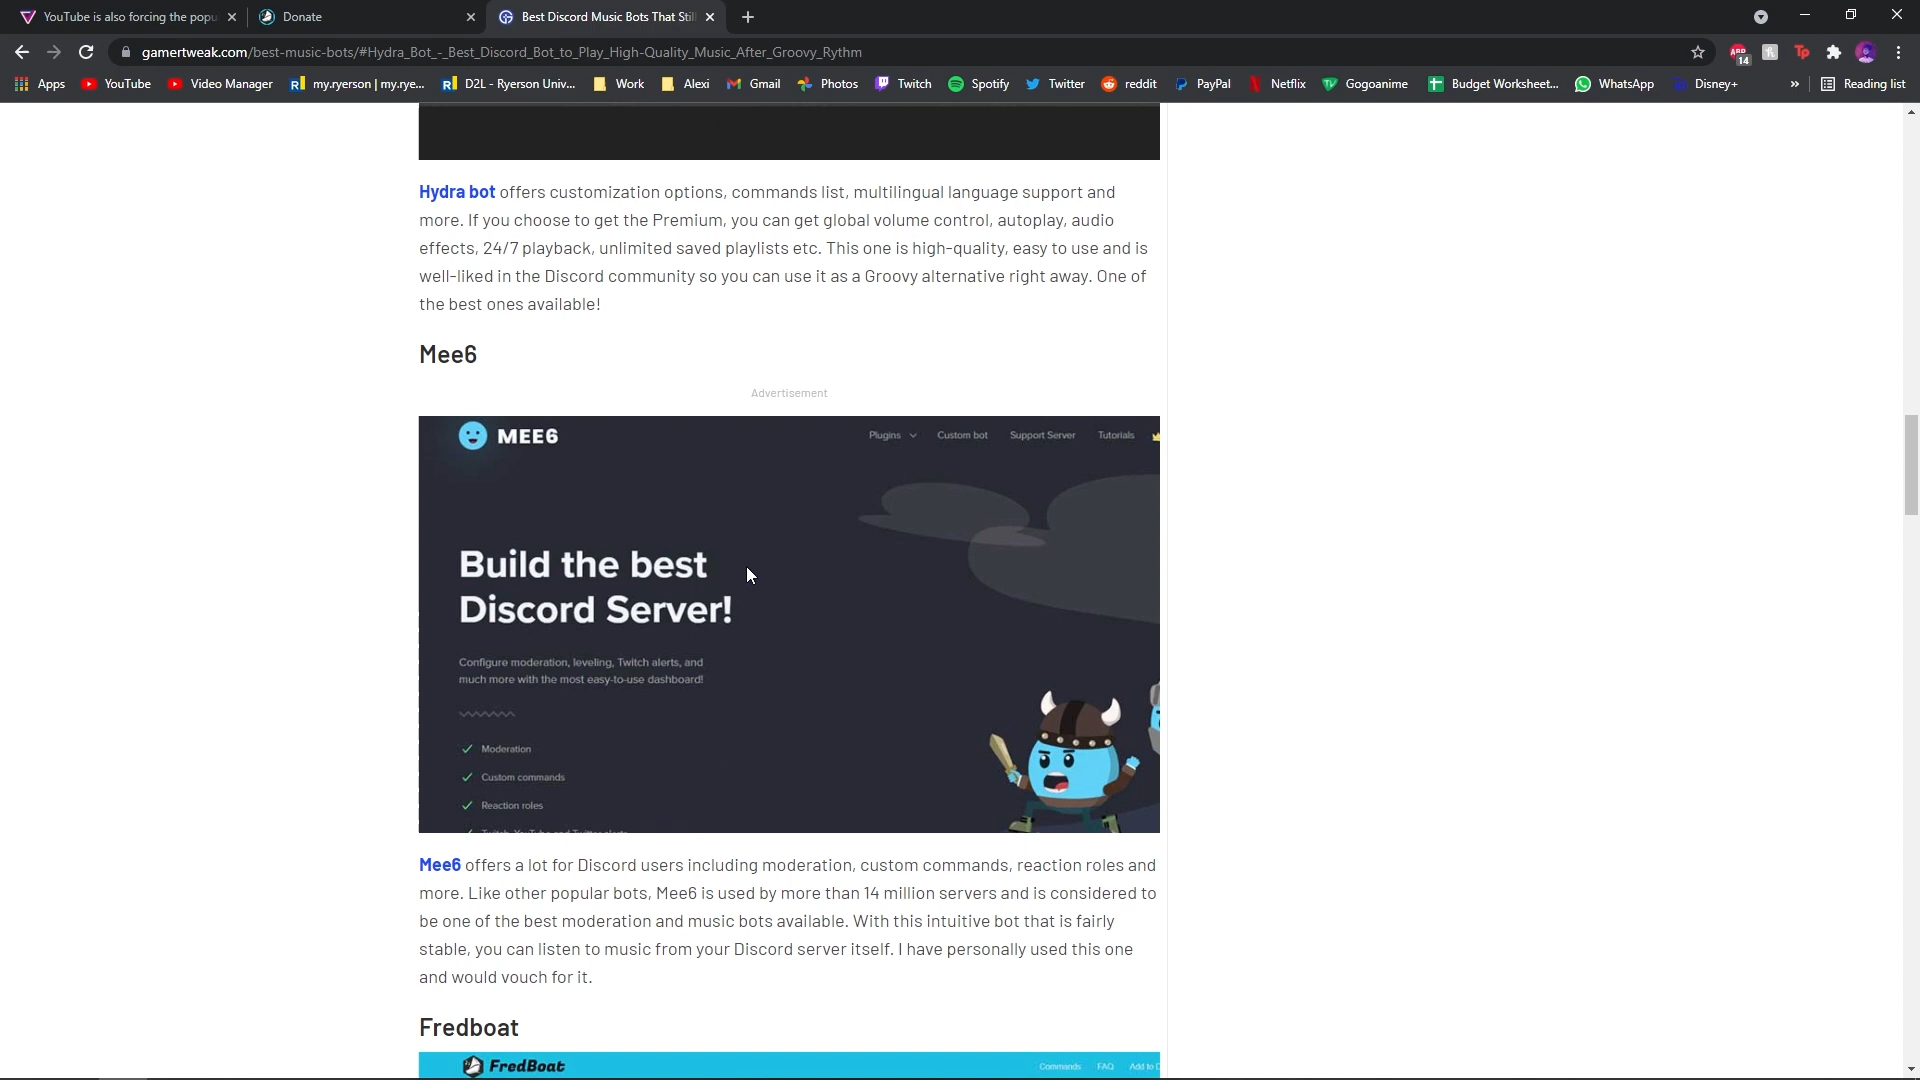 YouTube is also forcing the popu
Donate
Best Discord Music Bots That Still
gamertweak.com/best-music-bots/#Hydra_Bot_-_Best_Discord_Bot_to_Play_High-Quality_Music_After_Groovy_Rythm
ABP
14
Tp
Apps
YouTube
Video Manager
my.ryerson | my.rye...
D2L - Ryerson Univ...
Work
Alexi
Gmail
Photos
Twitch
Spotify
Twitter
reddit
PayPal
Netflix
Gogoanime
Budget Worksheet...
WhatsApp
Disney+
»
Reading list
Hydra bot offers customization options, commands list, multilingual language support and
more. If you choose to get the Premium, you can get global volume control, autoplay, audio
effects, 24/7 playback, unlimited saved playlists etc. This one is high-quality, easy to use and is
well-liked in the Discord community so you can use it as a Groovy alternative right away. One of
the best ones available!
Mee6
Advertisement
MEE6
Plugins
Custom bot
Support Server
Tutorials
Build the best
Discord Server!
Configure moderation, leveling, Twitch alerts, and
much more with the most easy-to-use dashboard!
Moderation
Custom commands
Reaction roles
Mee6 offers a lot for Discord users including moderation, custom commands, reaction roles and
more. Like other popular bots, Mee6 is used by more than 14 million servers and is considered to
be one of the best moderation and music bots available. With this intuitive bot that is fairly
stable, you can listen to music from your Discord server itself. I have personally used this one
and would vouch for it.
Fredboat
FredBoat
Commands
FAQ
Add to D